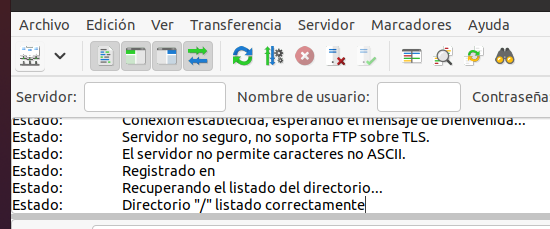 Archivo Edición Ver Transferencia Servidor Marcadores Ayuda
Servidor: Nombre de usuario: Contraseña
Estado: Conexión establecida, esperando el mensaje de bienvenida...
Estado: Servidor no seguro, no soporta FTP sobre TLS.
Estado: El servidor no permite caracteres no ASCII.
Estado: Registrado en
Estado: Recuperando el listado del directorio...
Estado: Directorio "/" listado correctamente